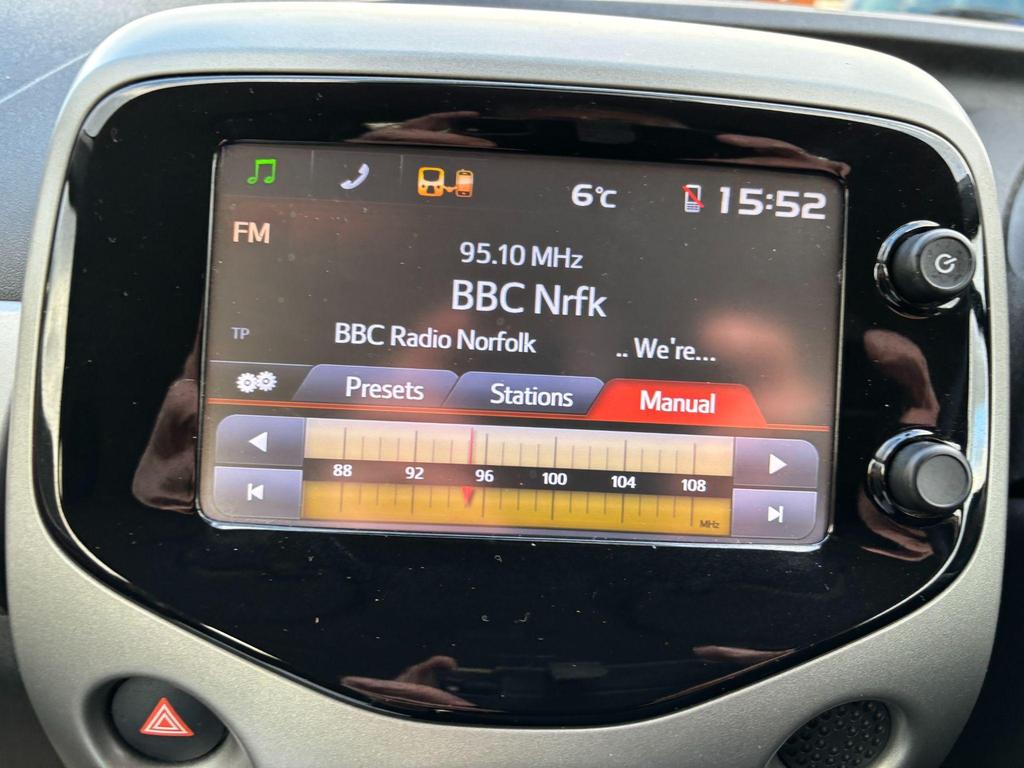 6°C 15:52
FM
95.10 MHz
BBC Nrfk
TP BBC Radio Norfolk .. We're...
Presets Stations Manual
88 92 96 100 104 108
MHz